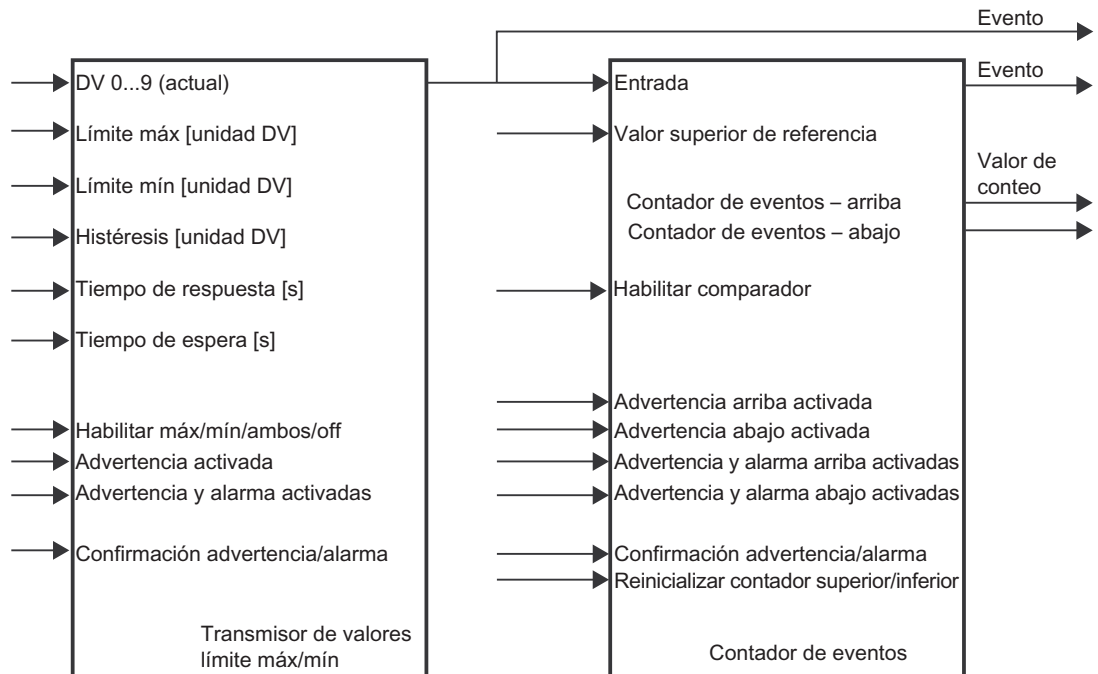 Evento
Evento
DV 0...9 (actual)
Límite máx [unidad DV]
Límite mín [unidad DV]
Histéresis [unidad DV]
Tiempo de respuesta [s]
Tiempo de espera [s]
Habilitar máx/mín/ambos/off
Advertencia activada
Advertencia y alarma activadas
Confirmación advertencia/alarma
Transmisor de valores
límite máx/mín
Entrada
Valor superior de referencia
Contador de eventos – arriba
Contador de eventos – abajo
Habilitar comparador
Advertencia arriba activada
Advertencia abajo activada
Advertencia y alarma arriba activadas
Advertencia y alarma abajo activadas
Confirmación advertencia/alarma
Reinicializar contador superior/inferior
Contador de eventos
Valor de
conteo